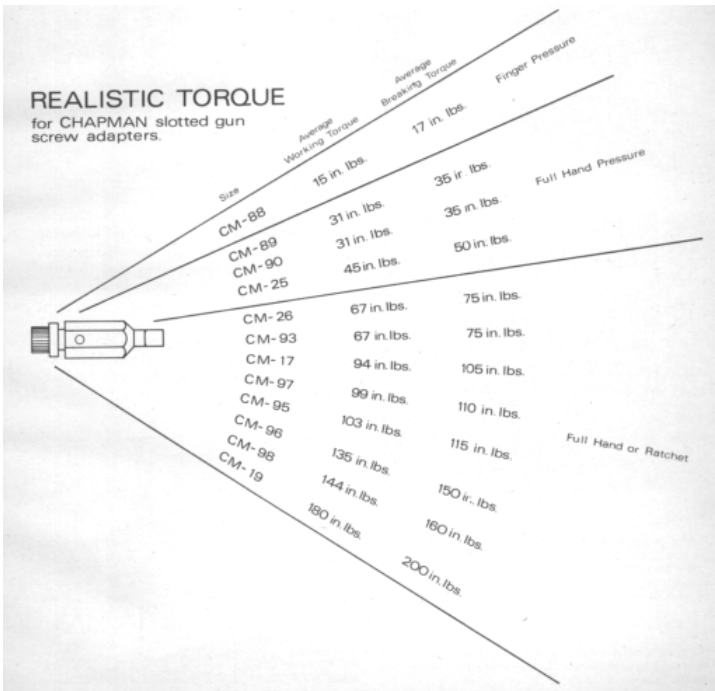 REALISTIC TORQUE
for CHAPMAN slotted gun
screw adapters.
Size Average Working Torque Average Breaking Torque Finger Pressure
CM-88 15 in. lbs. 17 in. lbs.
CM-89 31 in. lbs. 35 in. lbs. Full Hand Pressure
CM-90 31 in. lbs. 35 in. lbs.
CM-25 45 in. lbs. 50 in. lbs.
CM-26 67 in. lbs. 75 in. lbs.
CM-93 67 in. lbs. 75 in. lbs.
CM-17 94 in. lbs. 105 in. lbs.
CM-97 99 in. lbs. 110 in. lbs.
CM-95 103 in. lbs. 115 in. lbs. Full Hand or Ratchet
CM-96 135 in. lbs. 150 in. lbs.
CM-98 144 in. lbs. 160 in. lbs.
CM-19 180 in. lbs. 200 in. lbs.